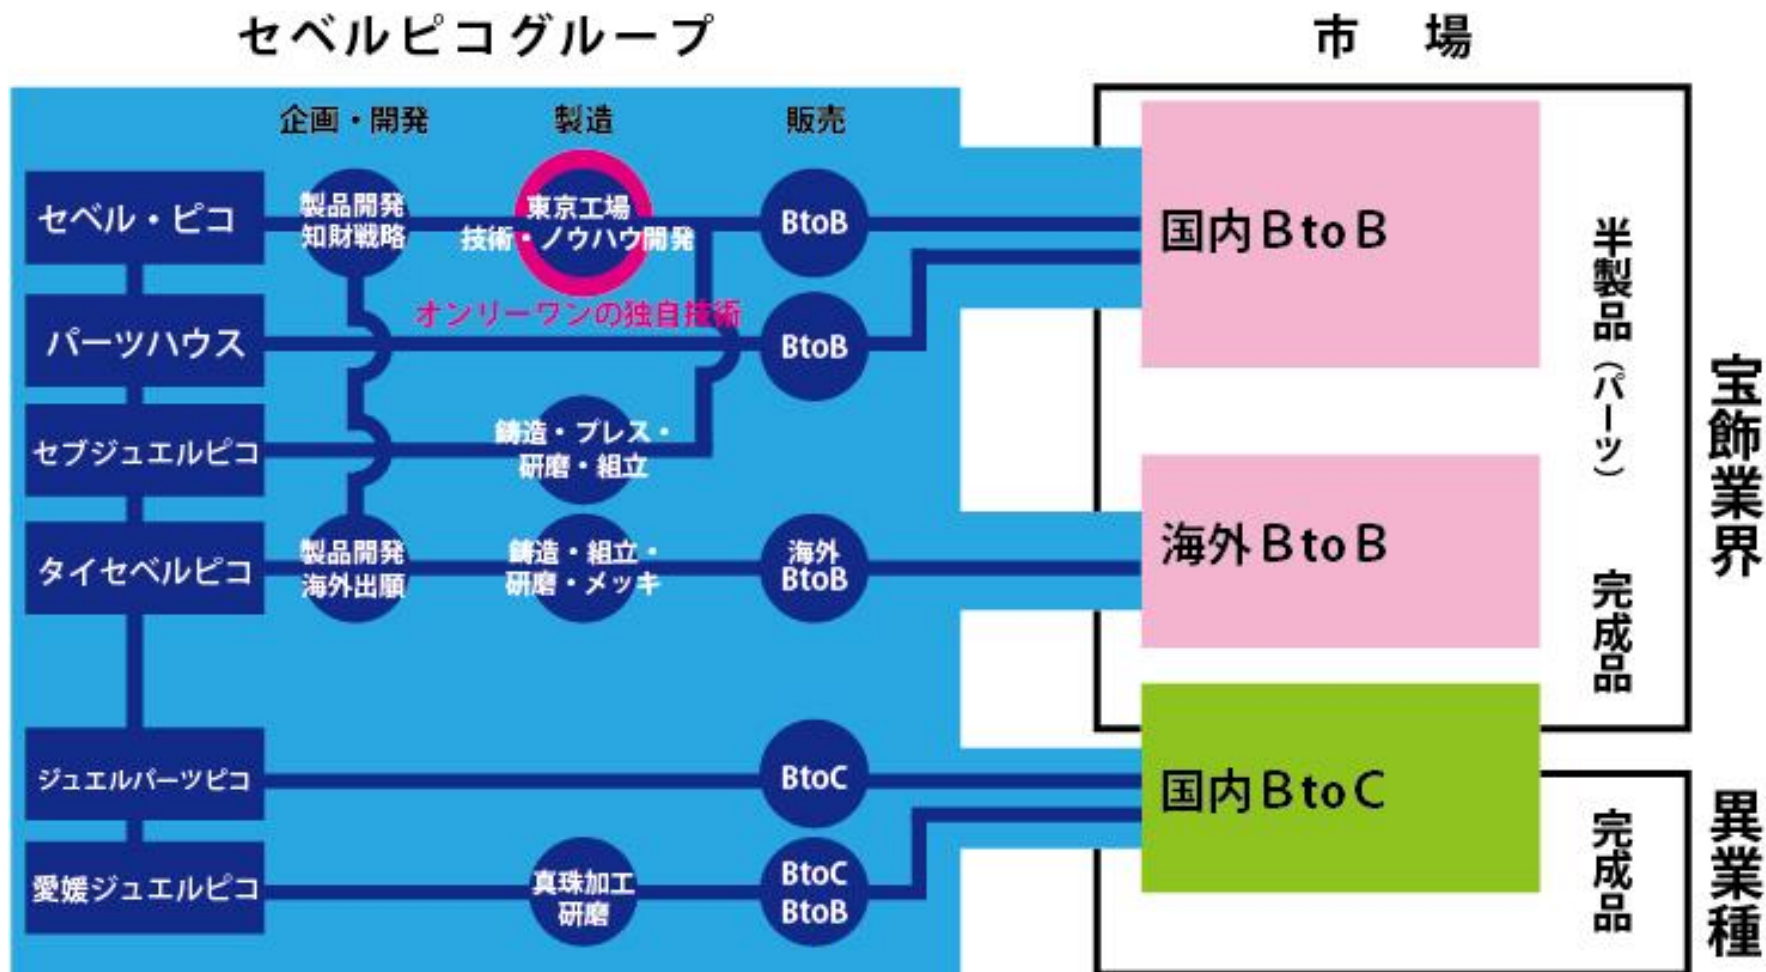 セベルピコグループ
市 場
企画・開発
製造
販売
セベル・ピコ
製品開発
知財戦略
東京工場
技術・ノウハウ開発
BtoB
オンリーワンの独自技術
パーツハウス
BtoB
セブジュエルピコ
鋳造・プレス・
研磨・組立
タイセベルピコ
製品開発
海外出願
鋳造・組立・
研磨・メッキ
海外
BtoB
ジュエルパーツピコ
BtoC
愛媛ジュエルピコ
真珠加工
研磨
BtoC
BtoB
国内BtoB
海外BtoB
国内BtoC
半製品（パーツ）
完成品
宝飾業界
完成品
異業種